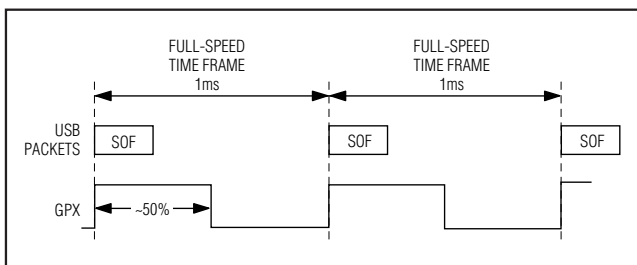 FULL-SPEED
TIME FRAME
1ms
FULL-SPEED
TIME FRAME
1ms
USB
PACKETS
SOF
SOF
SOF
GPX
~50%